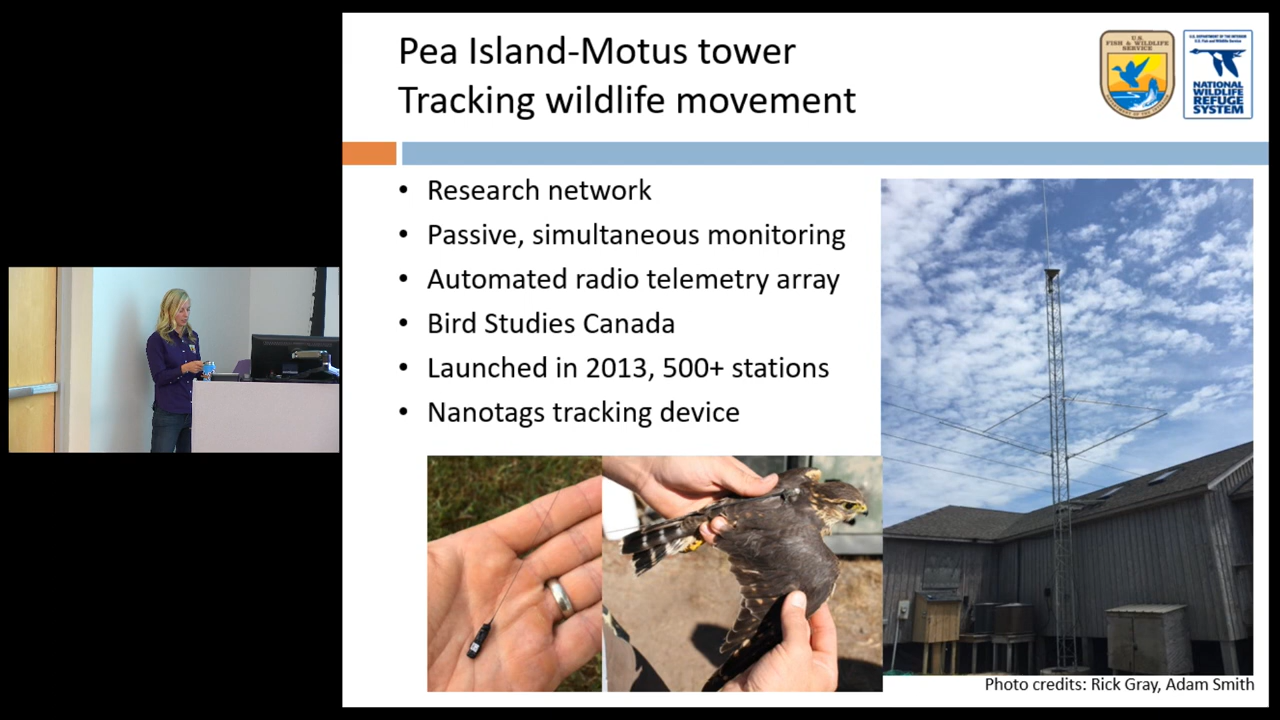 Pea Island-Motus tower
Tracking wildlife movement
U.S.
FISH & WILDLIFE
SERVICE
U.S. DEPARTMENT OF THE INTERIOR
U.S. Fish and Wildlife Service
NATIONAL
WILDLIFE
REFUGE
SYSTEM
• Research network
• Passive, simultaneous monitoring
• Automated radio telemetry array
• Bird Studies Canada
• Launched in 2013, 500+ stations
• Nanotags tracking device
Photo credits: Rick Gray, Adam Smith